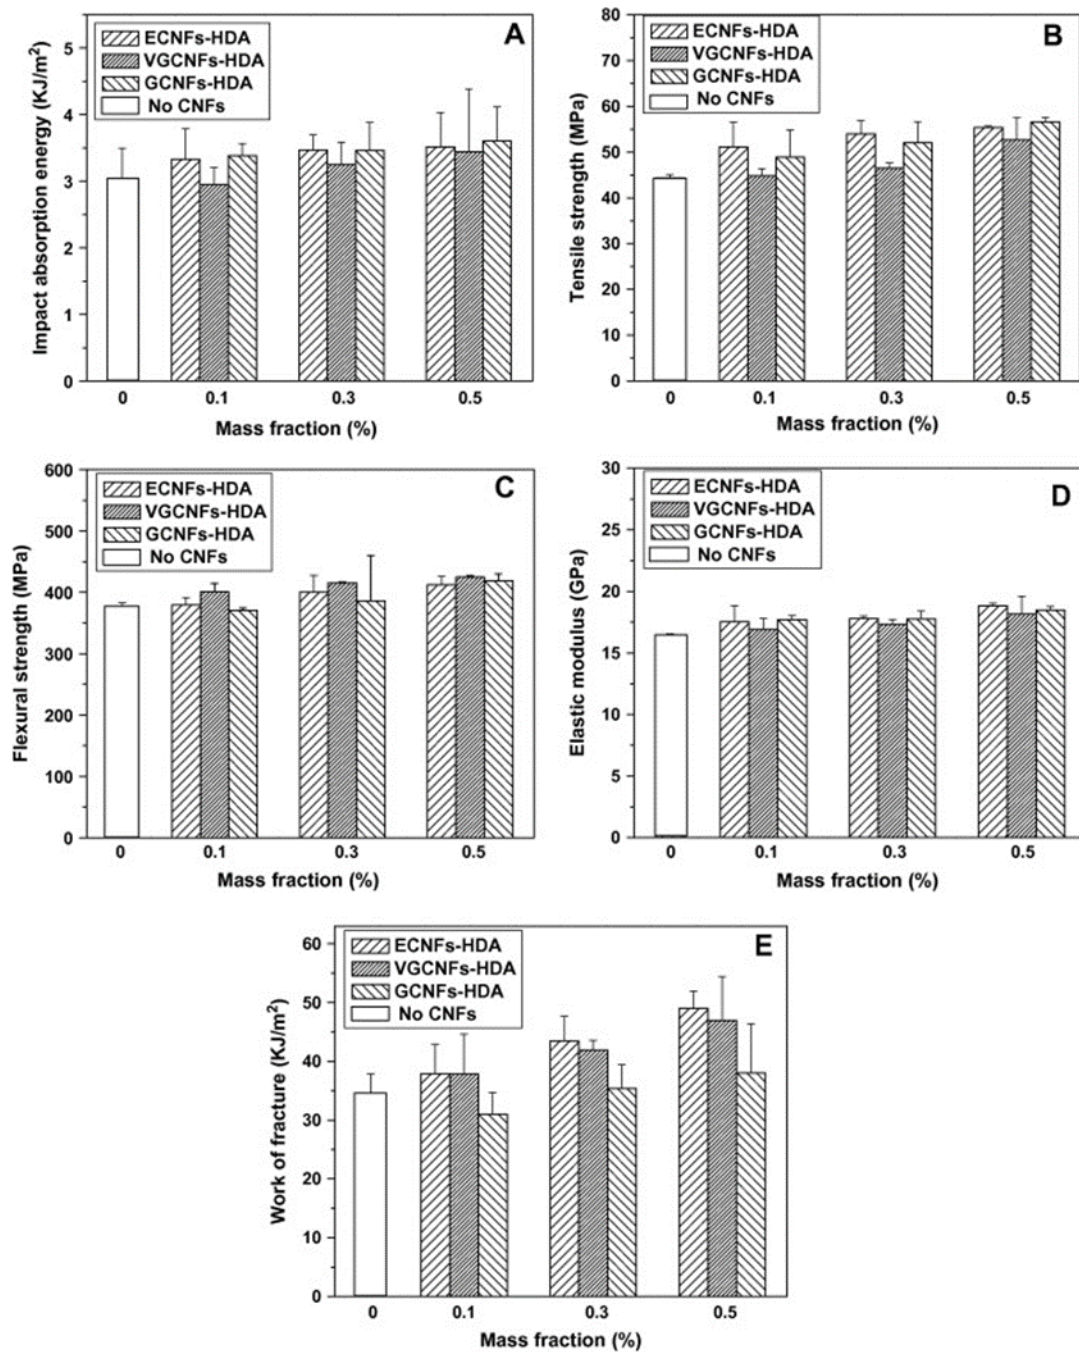 A
ECNFs-HDA
VGCNFs-HDA
GCNFs-HDA
No CNFs
Impact absorption energy (KJ/m²)
5
4
3
2
1
0
0 0.1 0.3 0.5
Mass fraction (%)
B
ECNFs-HDA
VGCNFs-HDA
GCNFs-HDA
No CNFs
Tensile strength (MPa)
80
70
60
50
40
30
20
10
0
0 0.1 0.3 0.5
Mass fraction (%)
C
ECNFs-HDA
VGCNFs-HDA
GCNFs-HDA
No CNFs
Flexural strength (MPa)
600
500
400
300
200
100
0
0 0.1 0.3 0.5
Mass fraction (%)
D
ECNFs-HDA
VGCNFs-HDA
GCNFs-HDA
No CNFs
Elastic modulus (GPa)
30
25
20
15
10
5
0
0 0.1 0.3 0.5
Mass fraction (%)
E
ECNFs-HDA
VGCNFs-HDA
GCNFs-HDA
No CNFs
Work of fracture (KJ/m²)
60
50
40
30
20
10
0
0 0.1 0.3 0.5
Mass fraction (%)